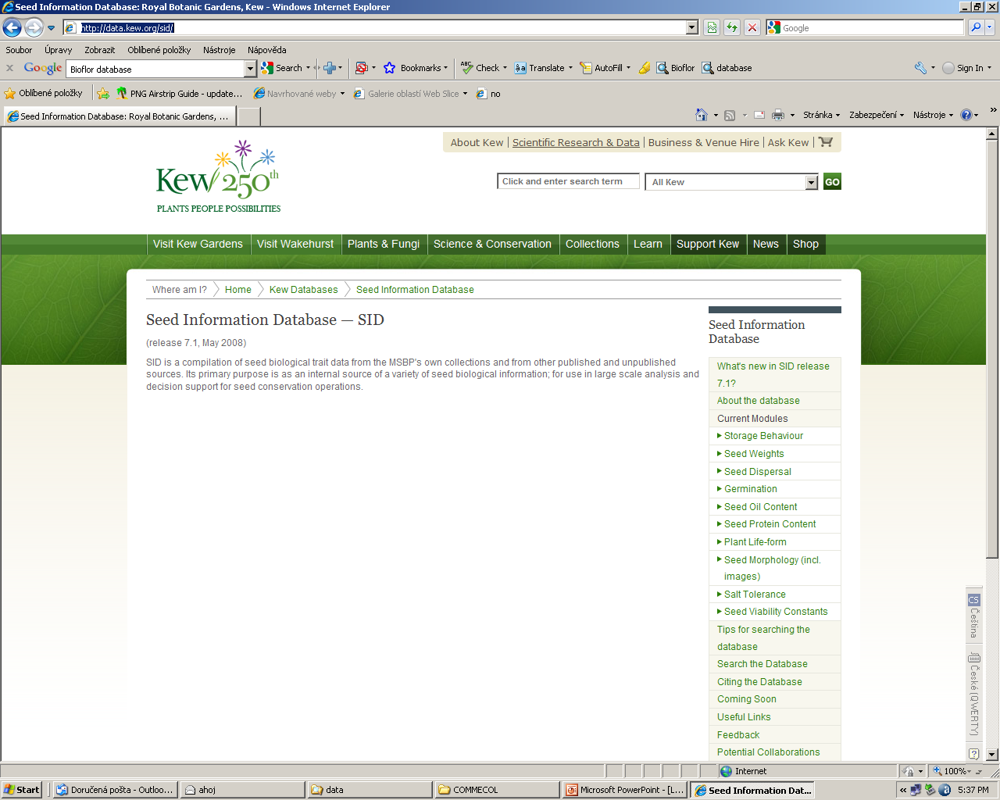 Seed Information Database: Royal Botanic Gardens, Kew - Windows Internet Explorer
http://data.kew.org/sid/
Google
Soubor Úpravy Zobrazit Oblíbené položky Nástroje Nápověda
x Google Bioflor database Search Bookmarks ABC Check Translate AutoFill Bioflor database Sign In
Oblíbené položky PNG Airstrip Guide - update... Navrhované weby Galerie oblastí Web Slice no
Seed Information Database: Royal Botanic Gardens, ... Stránka Zabezpečení Nástroje
About Kew | Scientific Research & Data | Business & Venue Hire | Ask Kew |
Kew 250th
PLANTS PEOPLE POSSIBILITIES
Click and enter search term All Kew GO
Visit Kew Gardens Visit Wakehurst Plants & Fungi Science & Conservation Collections Learn Support Kew News Shop
Where am I? Home Kew Databases Seed Information Database
Seed Information Database — SID
(release 7.1, May 2008)
SID is a compilation of seed biological trait data from the MSBP's own collections and from other published and unpublished
sources. Its primary purpose is as an internal source of a variety of seed biological information; for use in large scale analysis and
decision support for seed conservation operations.
Seed Information
Database
What's new in SID release
7.1?
About the database
Current Modules
Storage Behaviour
Seed Weights
Seed Dispersal
Germination
Seed Oil Content
Seed Protein Content
Plant Life-form
Seed Morphology (incl.
images)
Salt Tolerance
Seed Viability Constants
Tips for searching the
database
Search the Database
Citing the Database
Coming Soon
Useful Links
Feedback
Potential Collaborations
CS Čeština
České (QWERTY)
Internet 100%
Start Doručená pošta - Outloo... ahoj data COMMECOL Microsoft PowerPoint - [L... Seed Information Dat... 5:37 PM